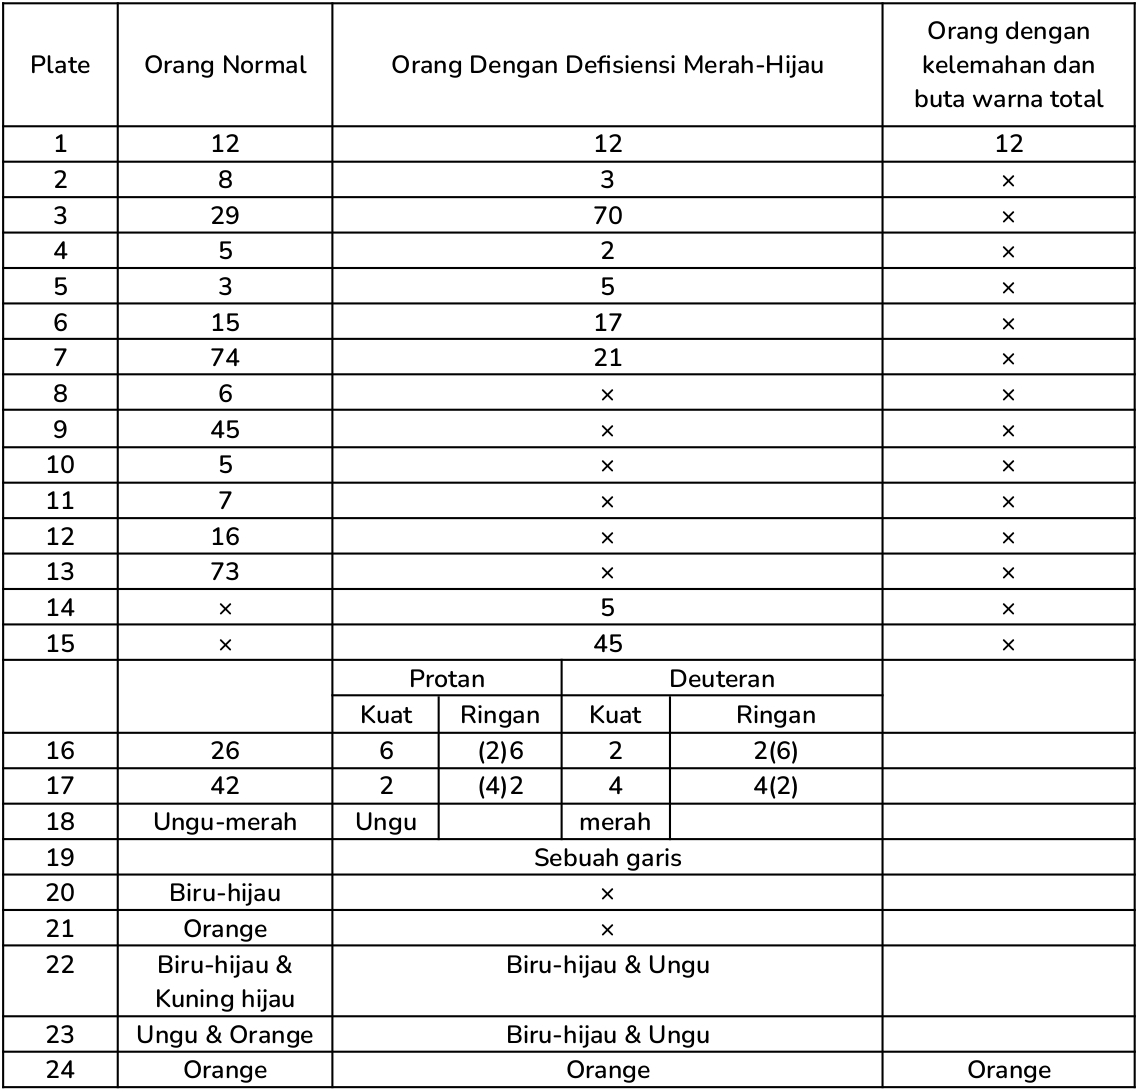 Plate Orang Normal Orang Dengan Defisiensi Merah-Hijau Orang dengan kelemahan dan buta warna total
1 12 12 12
2 8 3 ×
3 29 70 ×
4 5 2 ×
5 3 5 ×
6 15 17 ×
7 74 21 ×
8 6 × ×
9 45 × ×
10 5 × ×
11 7 × ×
12 16 × ×
13 73 × ×
14 × 5 ×
15 × 45 ×
Protan Deuteran
Kuat Ringan Kuat Ringan
16 26 6 (2)6 2 2(6)
17 42 2 (4)2 4 4(2)
18 Ungu-merah Ungu merah
19 Sebuah garis
20 Biru-hijau ×
21 Orange ×
22 Biru-hijau & Kuning hijau Biru-hijau & Ungu
23 Ungu & Orange Biru-hijau & Ungu
24 Orange Orange Orange